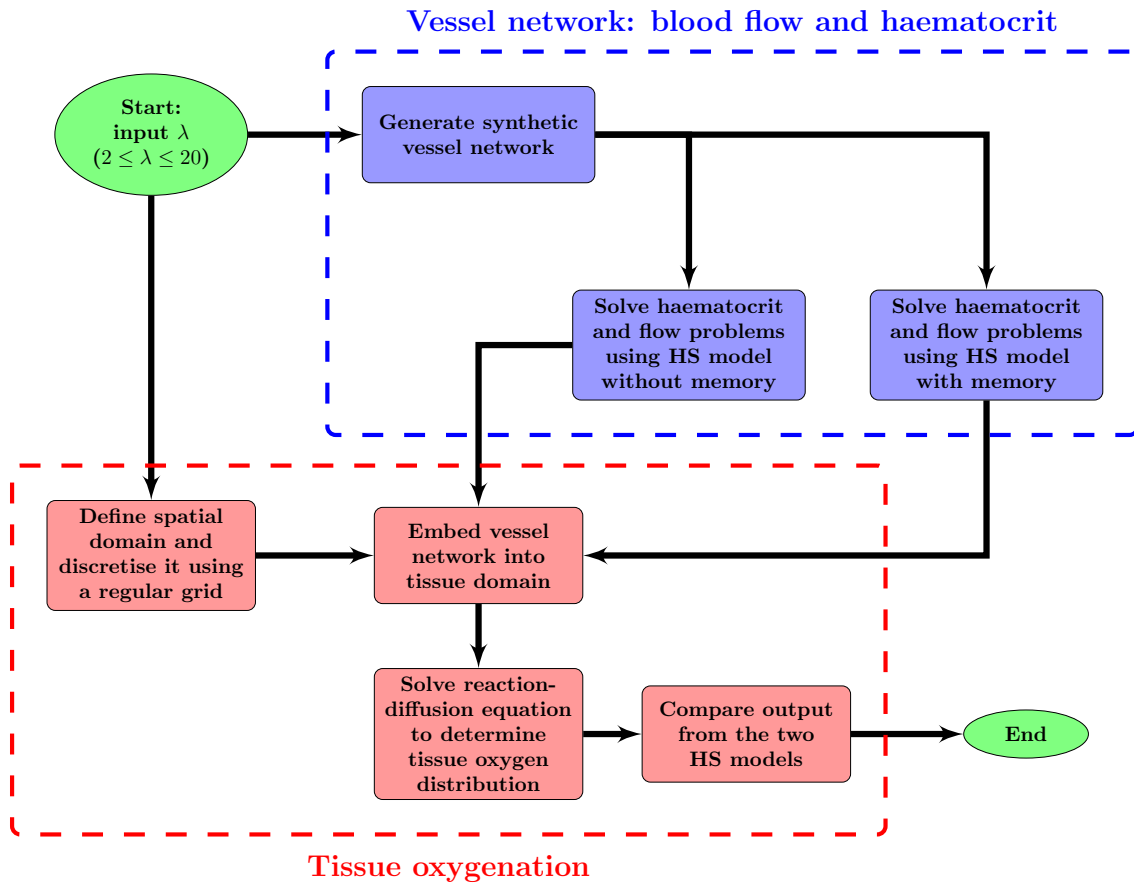 Vessel network: blood flow and haematocrit
Start:
input λ
(2 ≤ λ ≤ 20)
Generate synthetic
vessel network
Solve haematocrit
and flow problems
using HS model
without memory
Solve haematocrit
and flow problems
using HS model
with memory
Define spatial
domain and
discretise it using
a regular grid
Embed vessel
network into
tissue domain
Solve reaction-
diffusion equation
to determine
tissue oxygen
distribution
Compare output
from the two
HS models
End
Tissue oxygenation